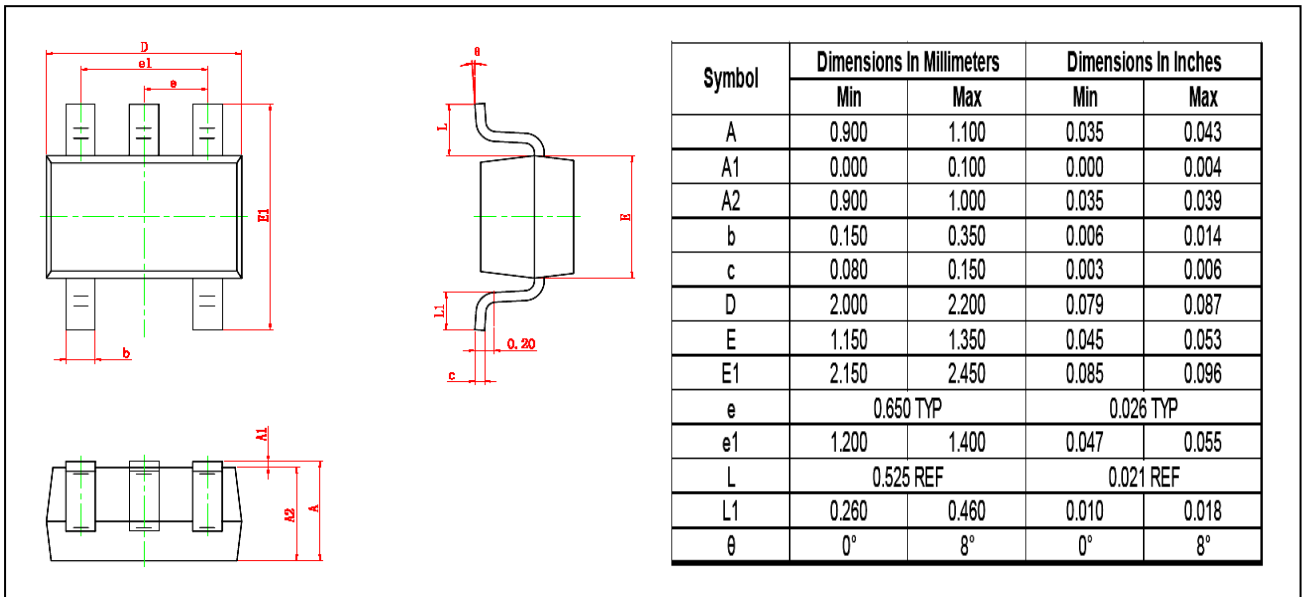 D
e1
e
E1
b
θ
L
E
L1
0.20
c
A1
A2
A
Symbol Dimensions In Millimeters Dimensions In Inches
Min Max Min Max
A 0.900 1.100 0.035 0.043
A1 0.000 0.100 0.000 0.004
A2 0.900 1.000 0.035 0.039
b 0.150 0.350 0.006 0.014
c 0.080 0.150 0.003 0.006
D 2.000 2.200 0.079 0.087
E 1.150 1.350 0.045 0.053
E1 2.150 2.450 0.085 0.096
e 0.650 TYP 0.026 TYP
e1 1.200 1.400 0.047 0.055
L 0.525 REF 0.021 REF
L1 0.260 0.460 0.010 0.018
θ 0° 8° 0° 8°